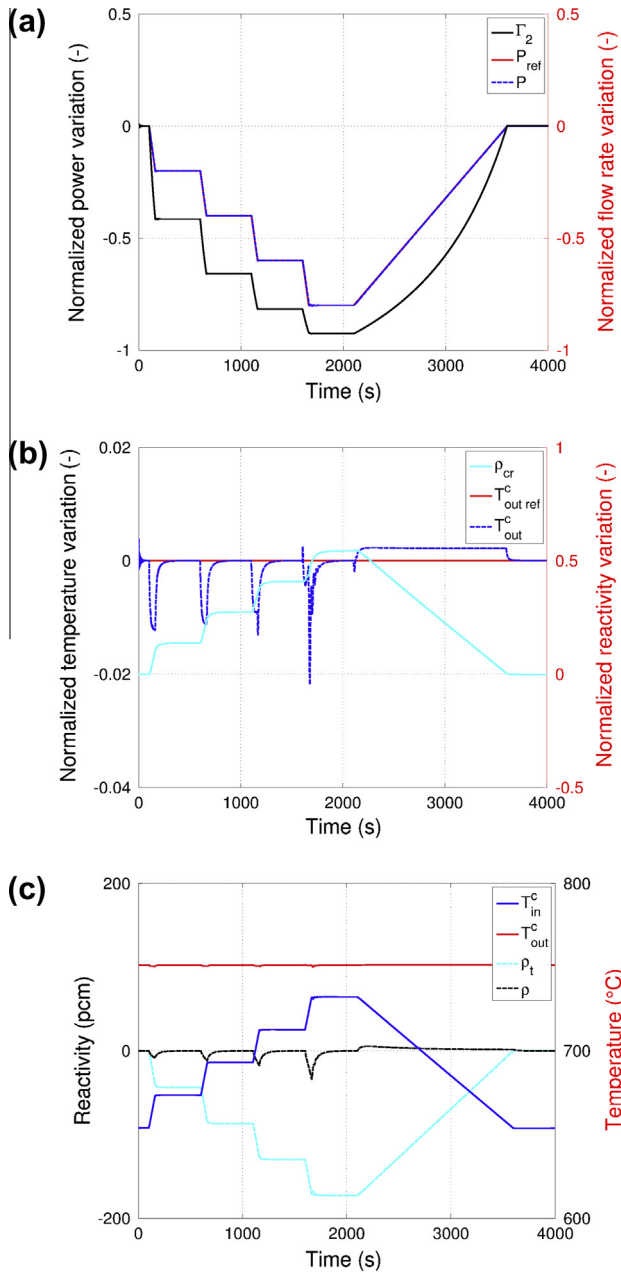 (a)
0.5
0
-0.5
-1
Normalized power variation (-)
Γ2
Pref
P
0.5
0
-0.5
-1
Normalized flow rate variation (-)
0 1000 2000 3000 4000
Time (s)
(b)
0.02
0
-0.02
-0.04
Normalized temperature variation (-)
ρcr
Tcout ref
Tcout
1
0.5
0
-0.5
Normalized reactivity variation (-)
0 1000 2000 3000 4000
Time (s)
(c)
200
0
-200
Reactivity (pcm)
Tcin
Tcout
ρt
ρ
800
700
600
Temperature (°C)
0 1000 2000 3000 4000
Time (s)